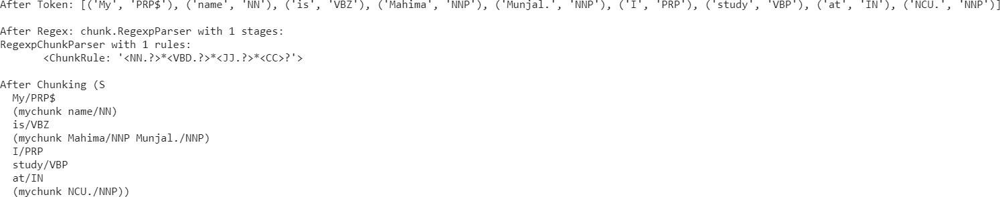 After Token: [('My', 'PRP$'), ('name', 'NN'), ('is', 'VBZ'), ('Mahima', 'NNP'), ('Munjal.', 'NNP'), ('I', 'PRP'), ('study', 'VBP'), ('at', 'IN'), ('NCU.', 'NNP')]
After Regex: chunk.RegexpParser with 1 stages:
RegexpChunkParser with 1 rules:
       <ChunkRule: '<NN.?>*<VBD.?>*<JJ.?>*<CC>?'>
After Chunking (S
  My/PRP$
  (mychunk name/NN)
  is/VBZ
  (mychunk Mahima/NNP Munjal./NNP)
  I/PRP
  study/VBP
  at/IN
  (mychunk NCU./NNP))